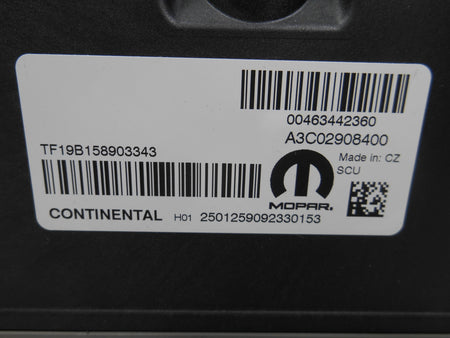 00463442360
A3C02908400
TF19B158903343
Made in: CZ
SCU
MOPAR.
CONTINENTAL H01 2501259092330153